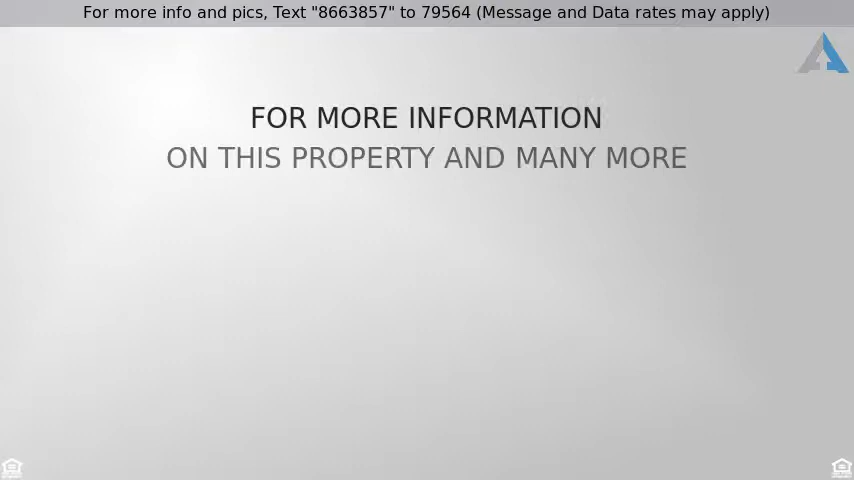 For more info and pics, Text "8663857" to 79564 (Message and Data rates may apply)
FOR MORE INFORMATION
ON THIS PROPERTY AND MANY MORE